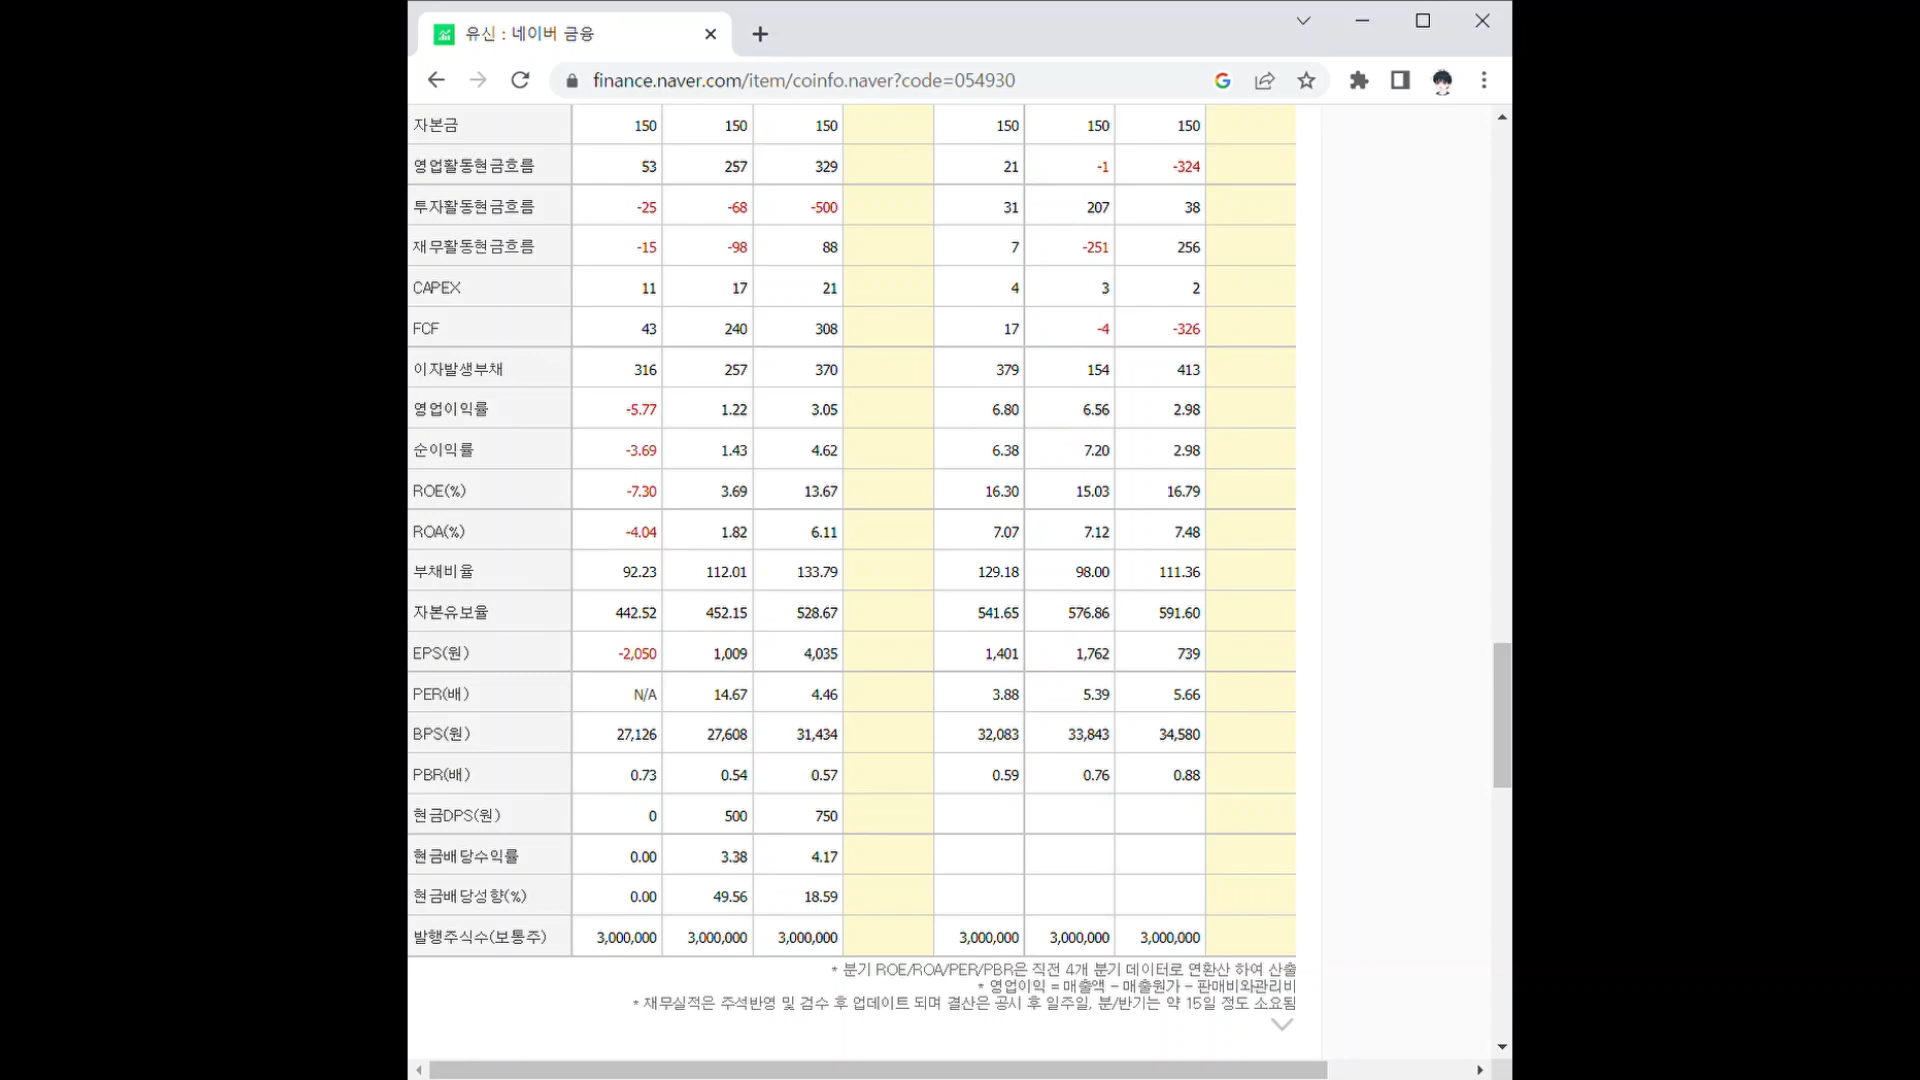 유신 : 네이버 금융
finance.naver.com/item/coinfo.naver?code=054930
자본금 150 150 150 150 150 150
영업활동현금흐름 53 257 329 21 -1 -324
투자활동현금흐름 -25 -68 -500 31 207 38
재무활동현금흐름 -15 -98 88 7 -251 256
CAPEX 11 17 21 4 3 2
FCF 43 240 308 17 -4 -326
이자발생부채 316 257 370 379 154 413
영업이익률 -5.77 1.22 3.05 6.80 6.56 2.98
순이익률 -3.69 1.43 4.62 6.38 7.20 2.98
ROE(%) -7.30 3.69 13.67 16.30 15.03 16.79
ROA(%) -4.04 1.82 6.11 7.07 7.12 7.48
부채비율 92.23 112.01 133.79 129.18 98.00 111.36
자본유보율 442.52 452.15 528.67 541.65 576.86 591.60
EPS(원) -2,050 1,009 4,035 1,401 1,762 739
PER(배) N/A 14.67 4.46 3.88 5.39 5.66
BPS(원) 27,126 27,608 31,434 32,083 33,843 34,580
PBR(배) 0.73 0.54 0.57 0.59 0.76 0.88
현금DPS(원) 0 500 750
현금배당수익률 0.00 3.38 4.17
현금배당성향(%) 0.00 49.56 18.59
발행주식수(보통주) 3,000,000 3,000,000 3,000,000 3,000,000 3,000,000 3,000,000
* 분기 ROE/ROA/PER/PBR은 직전 4개 분기 데이터로 연환산 하여 산출
* 영업이익 = 매출액 - 매출원가 - 판매비와관리비
* 재무실적은 주석반영 및 검수 후 업데이트 되며 결산은 공시 후 일주일, 분/반기는 약 15일 정도 소요됨